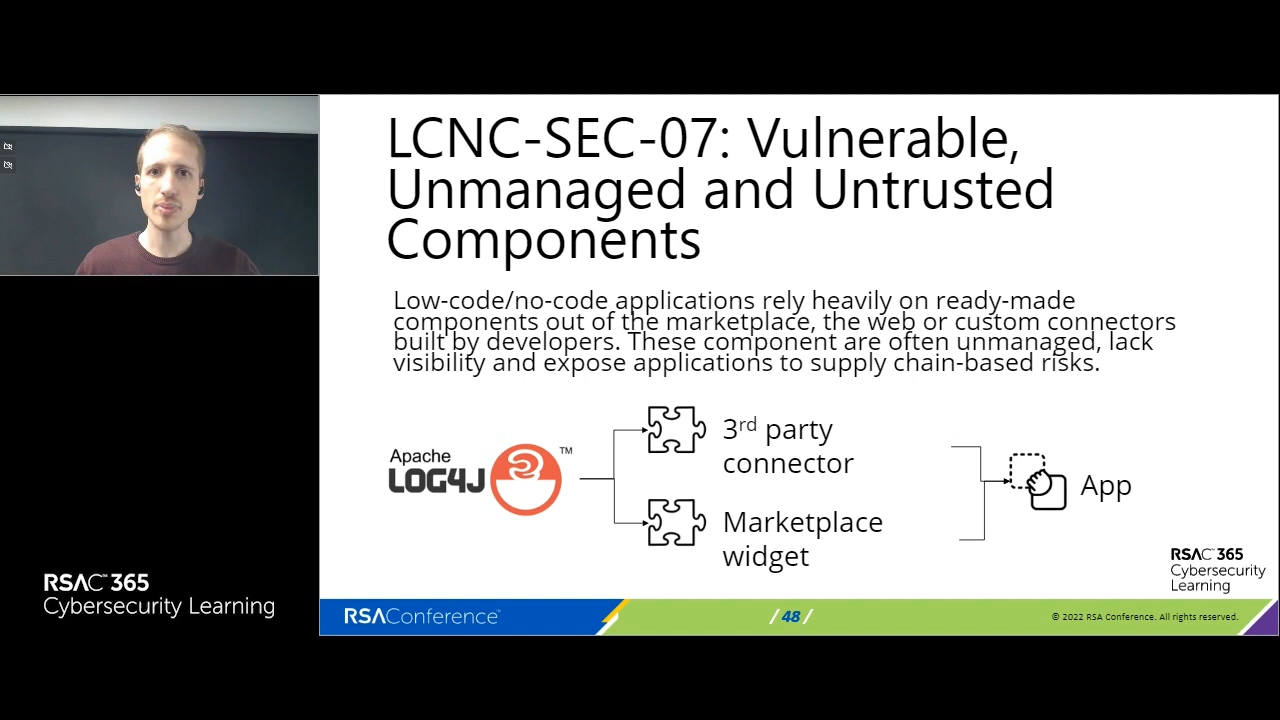 LCNC-SEC-07: Vulnerable,
Unmanaged and Untrusted
Components
Low-code/no-code applications rely heavily on ready-made
components out of the marketplace, the web or custom connectors
built by developers. These component are often unmanaged, lack
visibility and expose applications to supply chain-based risks.
Apache
LOG4J
TM
3rd party
connector
Marketplace
widget
App
RSAC™ 365
Cybersecurity
Learning
RSAC™ 365
Cybersecurity Learning
RSAConference™
/ 48 /
© 2022 RSA Conference. All rights reserved.